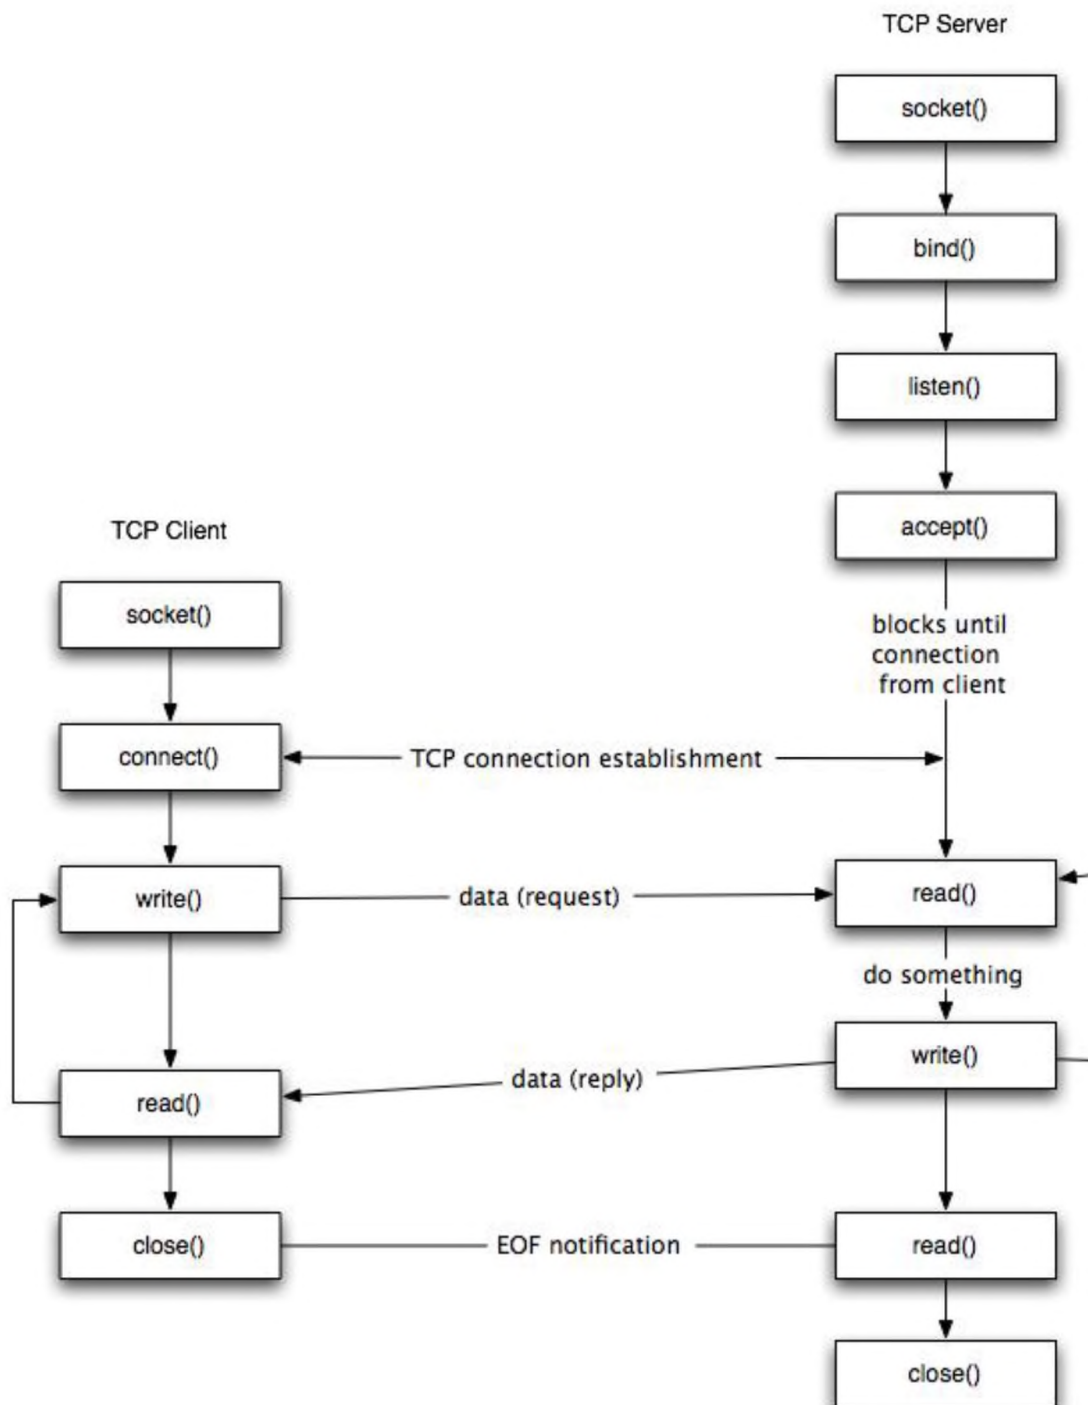 TCP Server
socket()
bind()
listen()
accept()
blocks until
connection
from client
TCP Client
socket()
connect()
TCP connection establishment
write()
data (request)
read()
do something
write()
data (reply)
read()
close()
EOF notification
read()
close()